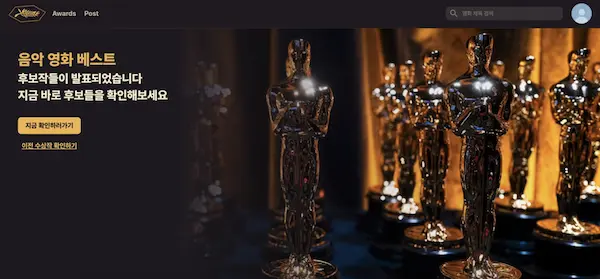 Awards Post
영화 제목 검색
음악 영화 베스트
후보작들이 발표되었습니다
지금 바로 후보들을 확인해보세요
지금 확인하러가기
이전 수상작 확인하기